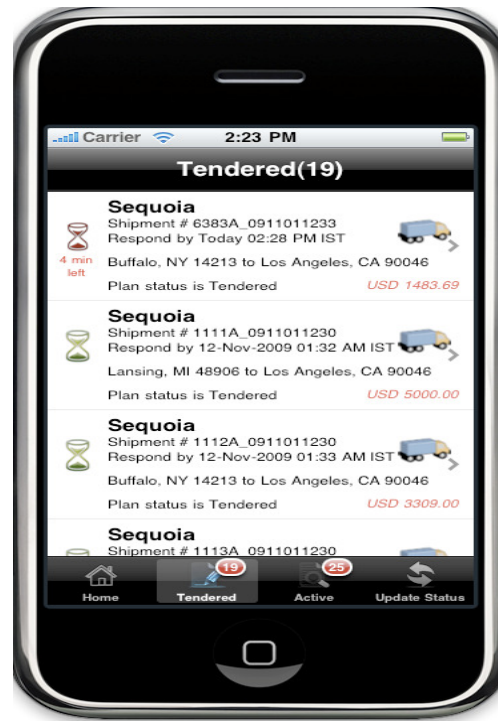 Carrier 2:23 PM
Tendered(19)
Sequoia
Shipment # 6383A_0911011233
Respond by Today 02:28 PM IST
4 min
left
Buffalo, NY 14213 to Los Angeles, CA 90046
Plan status is Tendered USD 1483.69
Sequoia
Shipment # 1111A_0911011230
Respond by 12-Nov-2009 01:32 AM IST
Lansing, MI 48906 to Los Angeles, CA 90046
Plan status is Tendered USD 5000.00
Sequoia
Shipment # 1112A_0911011230
Respond by 12-Nov-2009 01:33 AM IST
Buffalo, NY 14213 to Los Angeles, CA 90046
Plan status is Tendered USD 3309.00
Sequoia
Shipment # 1113A_0911011230
19 25
Home Tendered Active Update Status